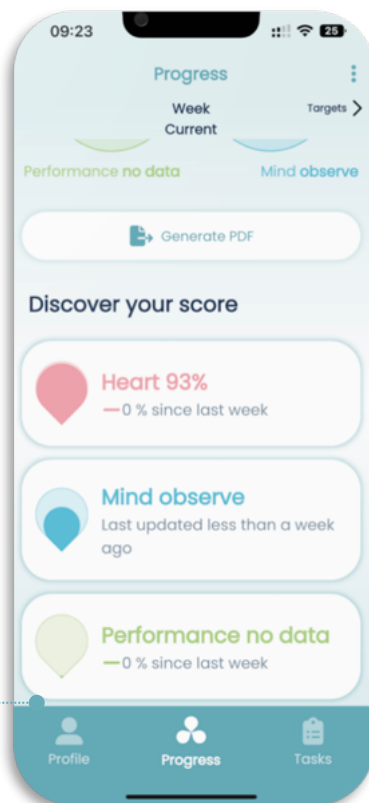 09:23
25
Progress
Week
Targets
Current
Performance no data
Mind observe
Generate PDF
Discover your score
Heart 93%
—0 % since last week
Mind observe
Last updated less than a week
ago
Performance no data
—0 % since last week
Profile
Progress
Tasks